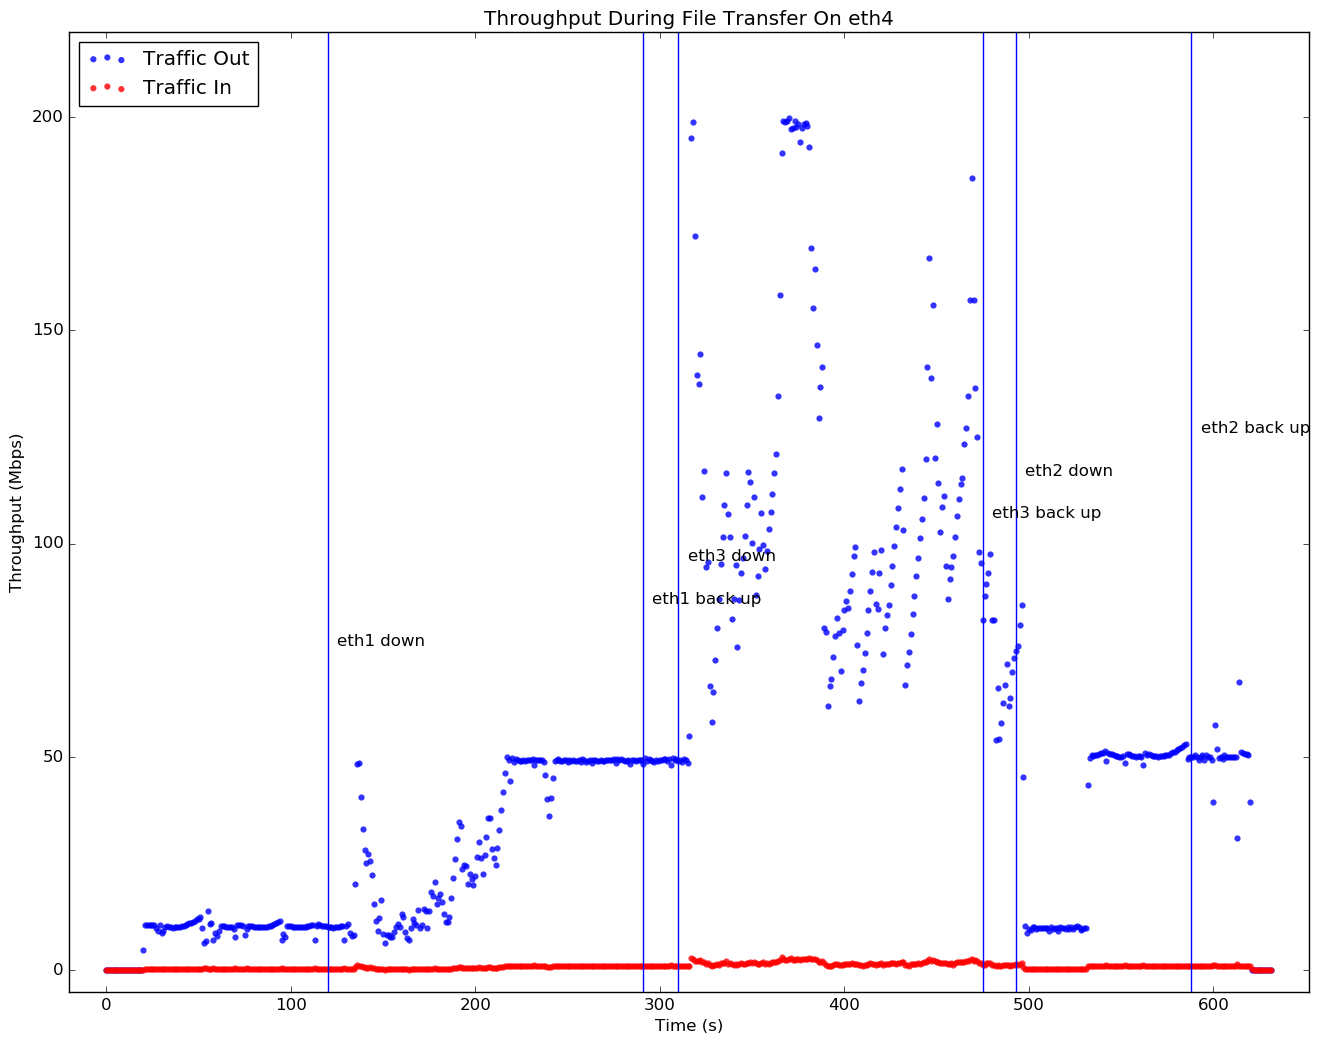 Throughput During File Transfer On eth4
Traffic Out
Traffic In
200
150
100
50
0
Throughput (Mbps)
eth2 back up
eth2 down
eth3 back up
eth3 down
eth1 back up
eth1 down
0 100 200 300 400 500 600
Time (s)